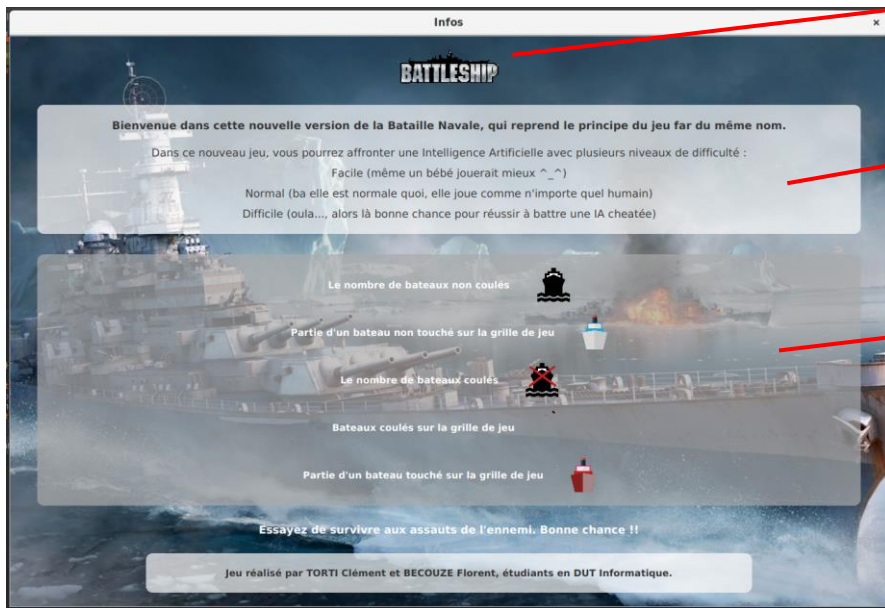 Infos
BATTLESHIP
Bienvenue dans cette nouvelle version de la Bataille Navale, qui reprend le principe du jeu far du même nom.
Dans ce nouveau jeu, vous pourrez affronter une Intelligence Artificielle avec plusieurs niveaux de difficulté :
Facile (même un bébé jouerait mieux ^_^)
Normal (ba elle est normale quoi, elle joue comme n'importe quel humain)
Difficile (oula..., alors là bonne chance pour réussir à battre une IA cheatée)
Le nombre de bateaux non coulés
Partie d'un bateau non touché sur la grille de jeu
Le nombre de bateaux coulés
Bateaux coulés sur la grille de jeu
Partie d'un bateau touché sur la grille de jeu
Essayez de survivre aux assauts de l'ennemi. Bonne chance !!
Jeu réalisé par TORTI Clément et BECOUZE Florent, étudiants en DUT Informatique.